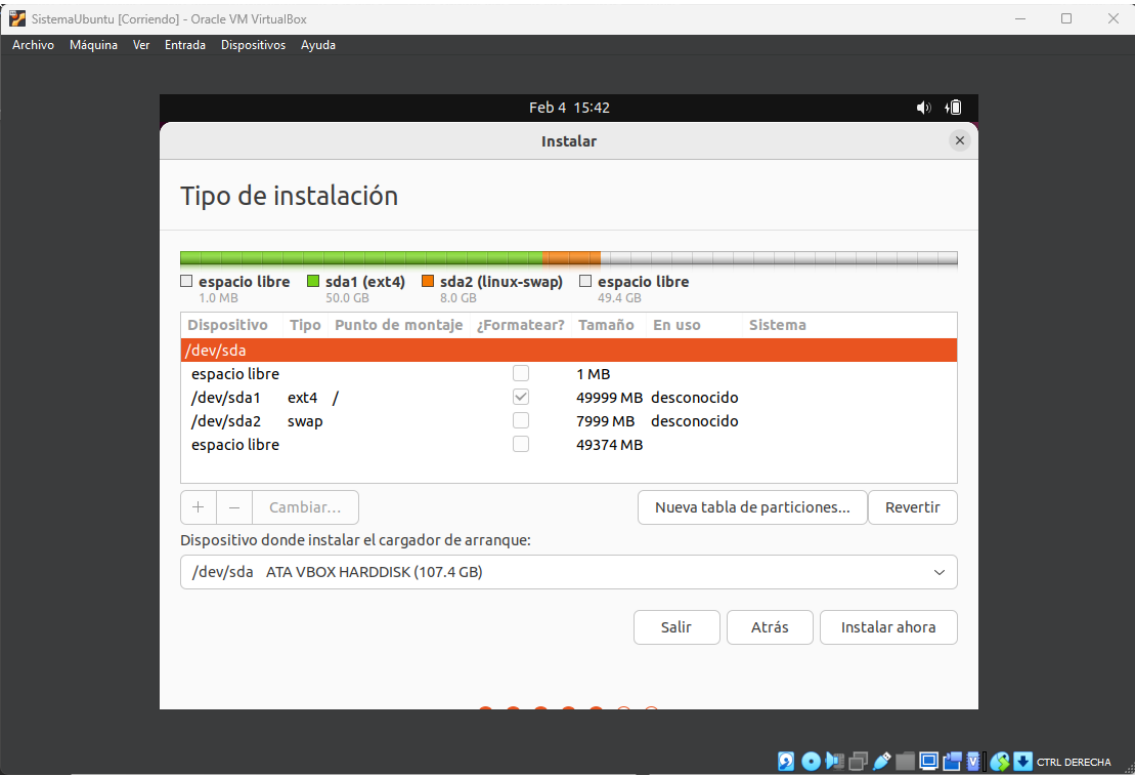 SistemaUbuntu [Corriendo] - Oracle VM VirtualBox
Archivo Máquina Ver Entrada Dispositivos Ayuda
Feb 4 15:42
Instalar
Tipo de instalación
espacio libre sda1 (ext4) sda2 (linux-swap) espacio libre
1.0 MB 50.0 GB 8.0 GB 49.4 GB
Dispositivo Tipo Punto de montaje ¿Formatear? Tamaño En uso Sistema
/dev/sda
espacio libre 1 MB
/dev/sda1 ext4 / 49999 MB desconocido
/dev/sda2 swap 7999 MB desconocido
espacio libre 49374 MB
+ − Cambiar... Nueva tabla de particiones... Revertir
Dispositivo donde instalar el cargador de arranque:
/dev/sda ATA VBOX HARDDISK (107.4 GB)
Salir Atrás Instalar ahora
CTRL DERECHA